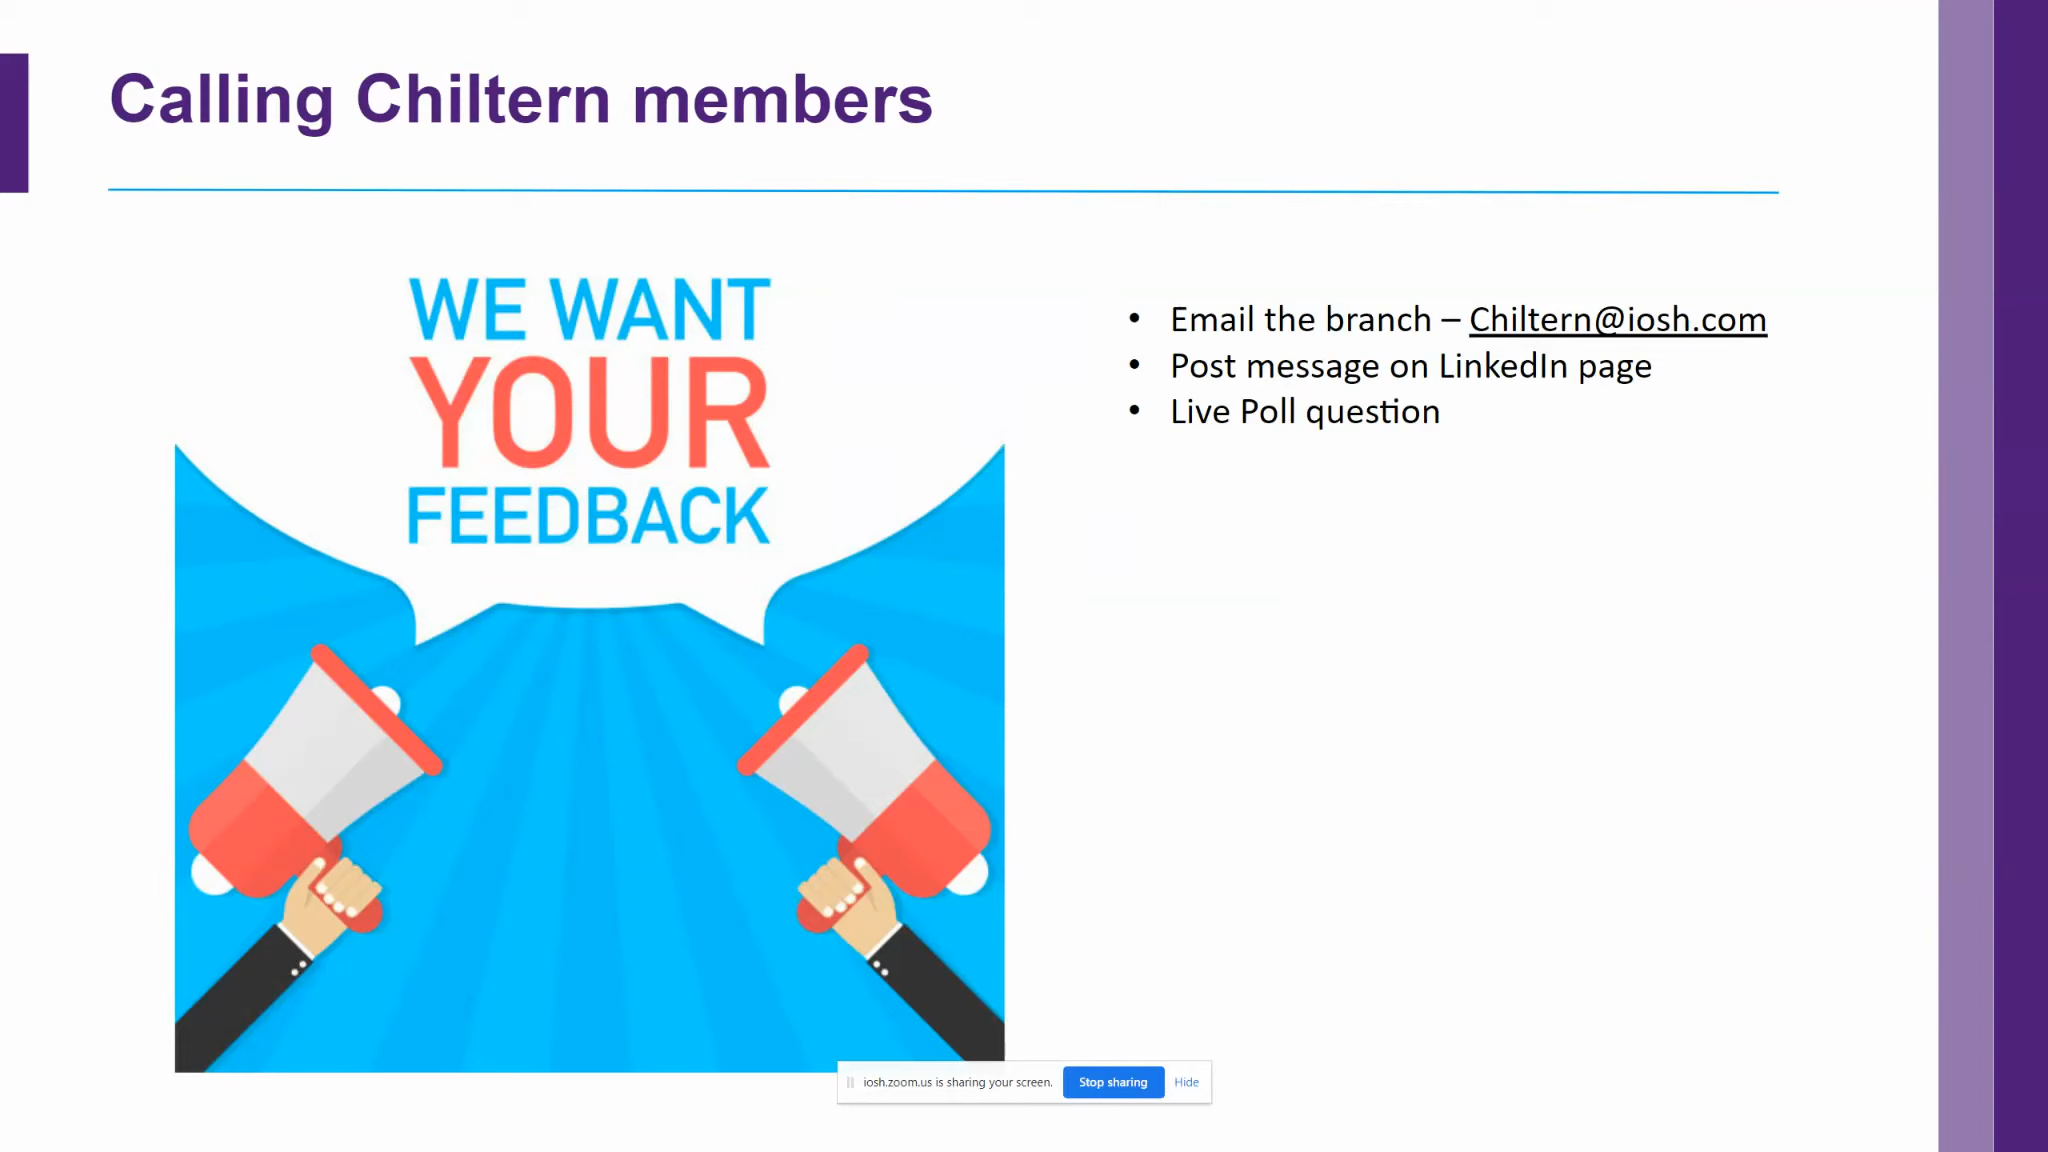 Calling Chiltern members
WE WANT
YOUR
FEEDBACK
• Email the branch – Chiltern@iosh.com
• Post message on LinkedIn page
• Live Poll question
iosh.zoom.us is sharing your screen. Stop sharing Hide